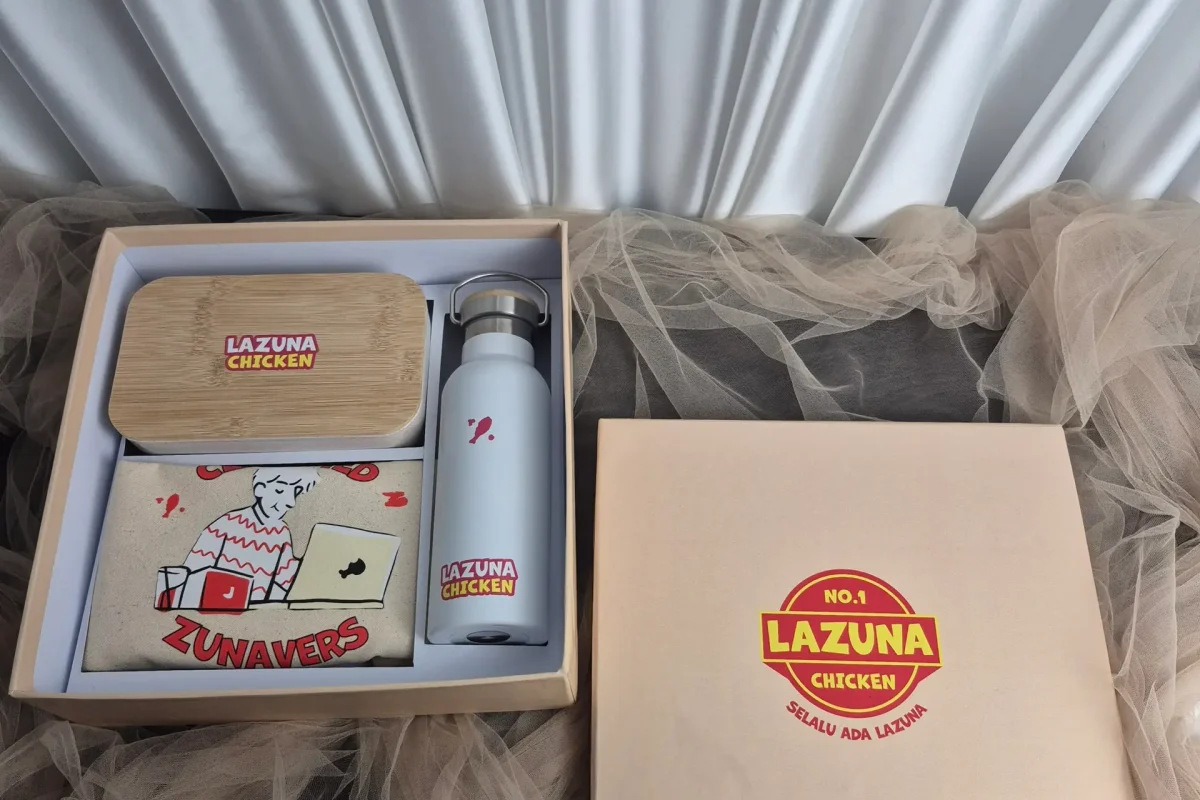 LAZUNA
CHICKEN
ZUNAVERS
LAZUNA
CHICKEN
NO.1
LAZUNA
CHICKEN
SELALU ADA LAZUNA